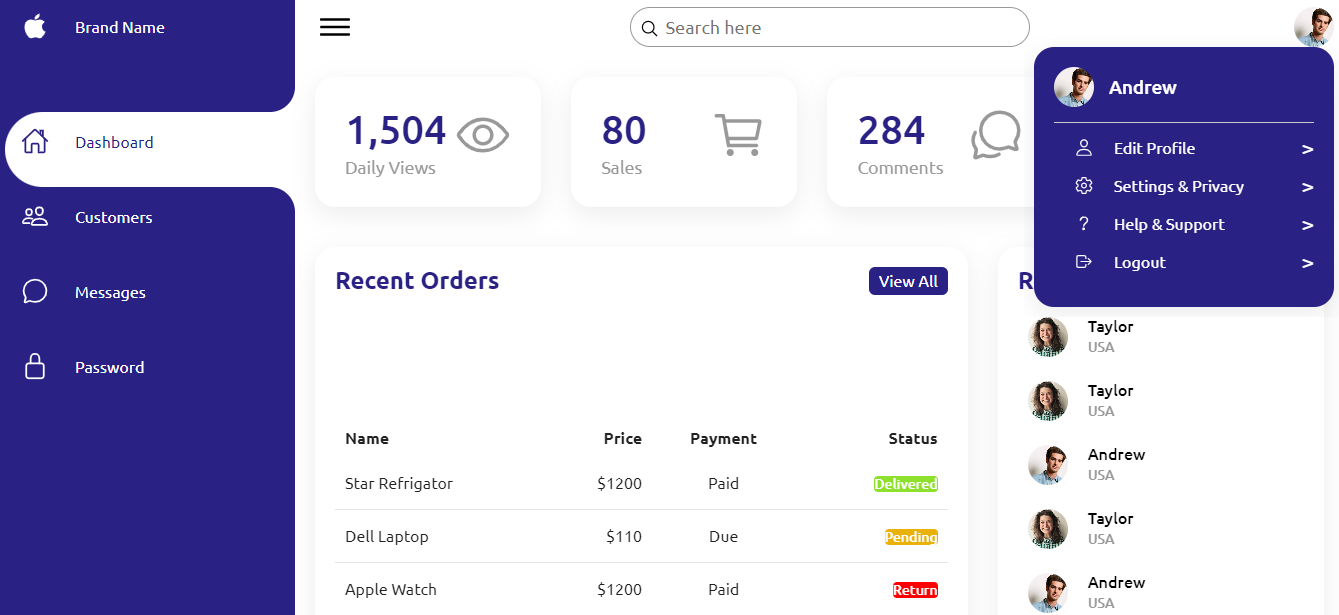 Brand Name
Search here
Andrew
Dashboard
Customers
Messages
Password
1,504
Daily Views
80
Sales
284
Comments
Edit Profile >
Settings & Privacy >
? Help & Support >
Logout >
Recent Orders
View All
Name Price Payment Status
Star Refrigator $1200 Paid Delivered
Dell Laptop $110 Due Pending
Apple Watch $1200 Paid Return
R
Taylor
USA
Taylor
USA
Andrew
USA
Taylor
USA
Andrew
USA